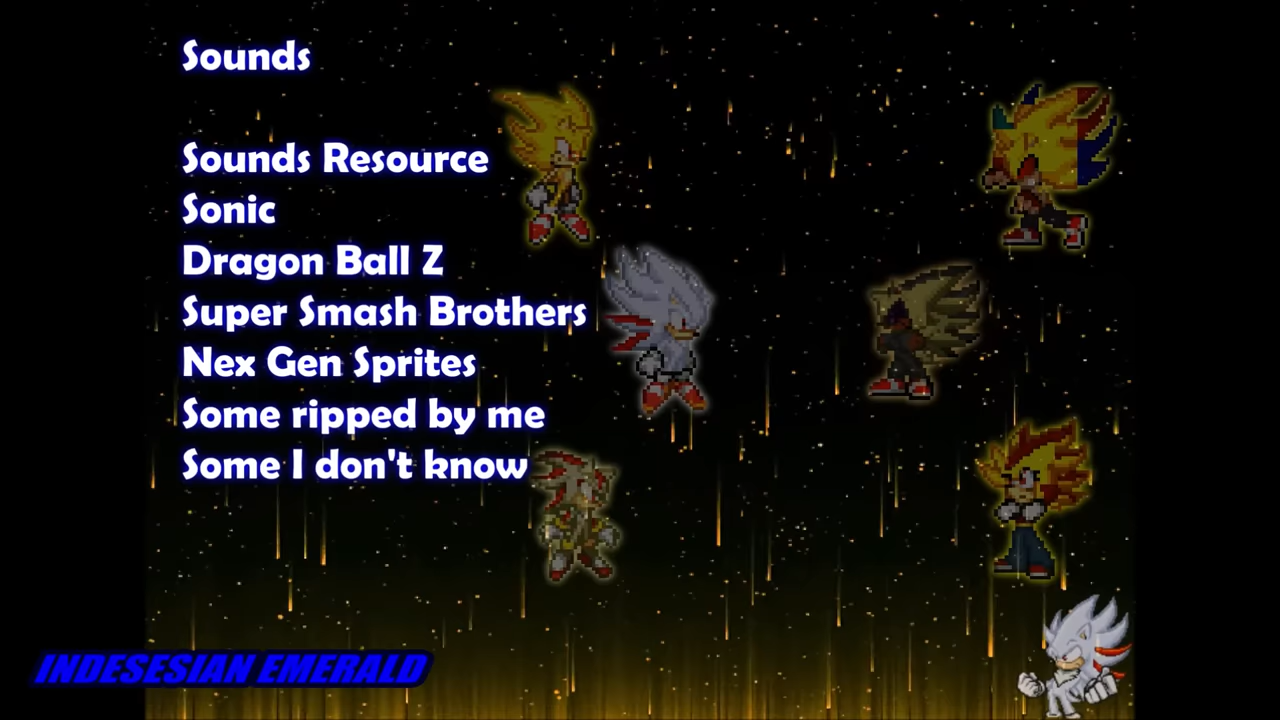 Sounds
Sounds Resource
Sonic
Dragon Ball Z
Super Smash Brothers
Nex Gen Sprites
Some ripped by me
Some I don't know
INDESESIAN EMERALD